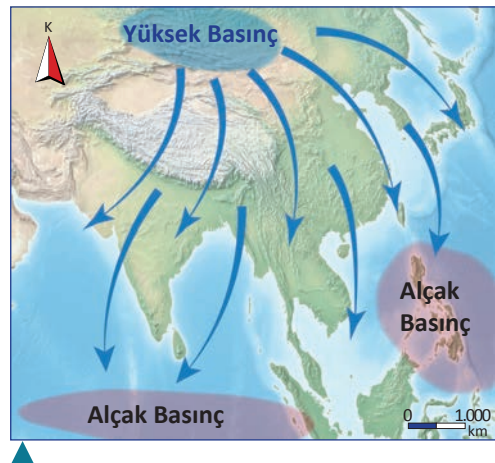 K
Yüksek Basınç
Alçak
Basınç
Alçak Basınç
0 1.000
km